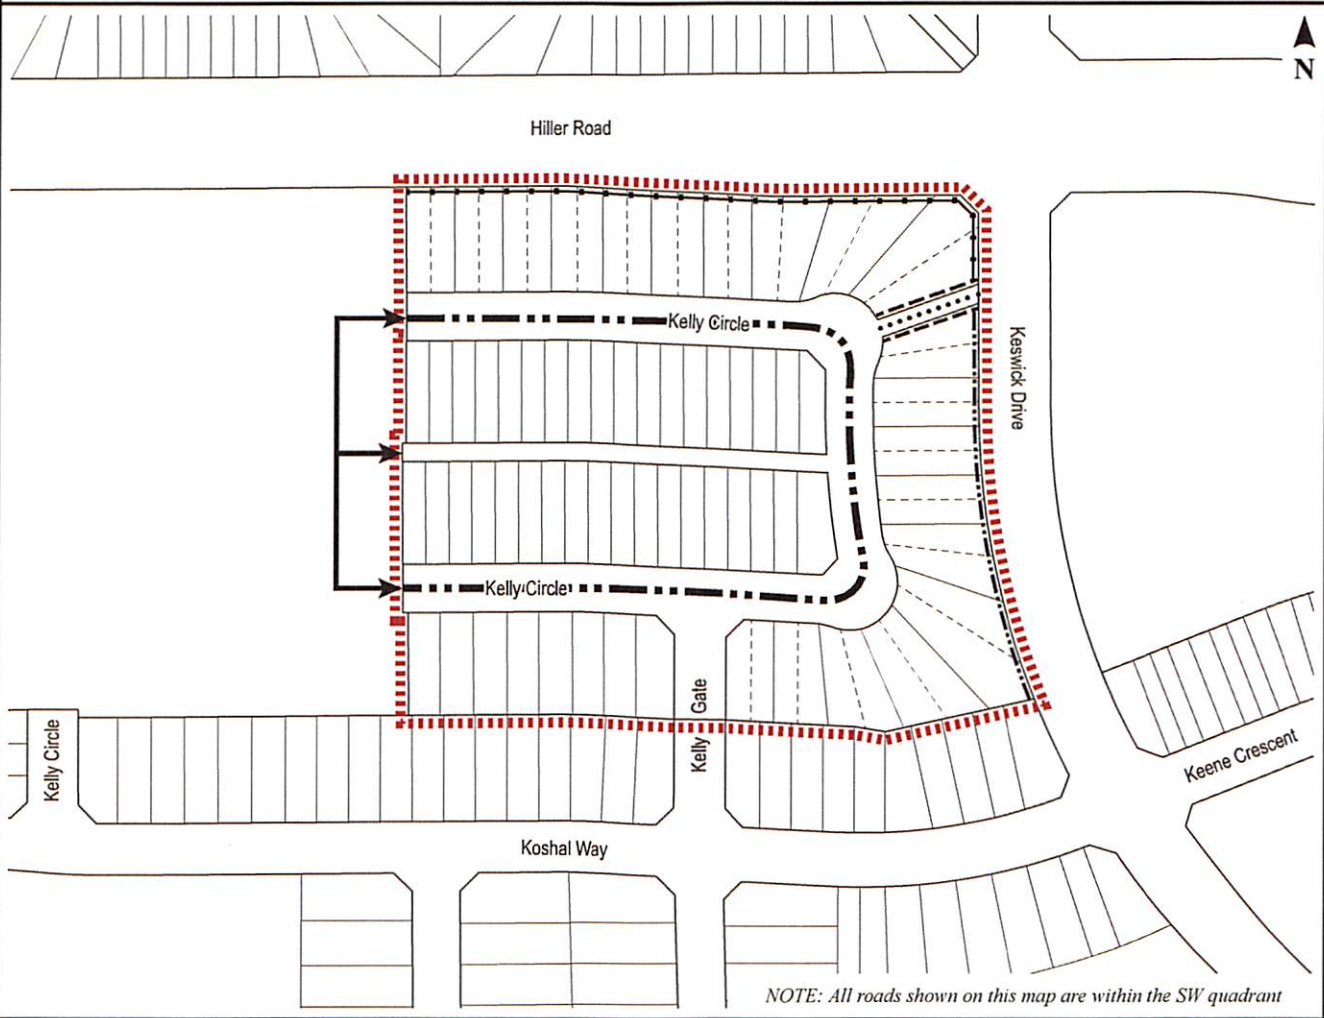 N
Hiller Road
Kelly Circle
Keswick Drive
Kelly Circle
Gate
Kelly
Kelly Circle
Keene Crescent
Koshal Way
NOTE: All roads shown on this map are within the SW quadrant